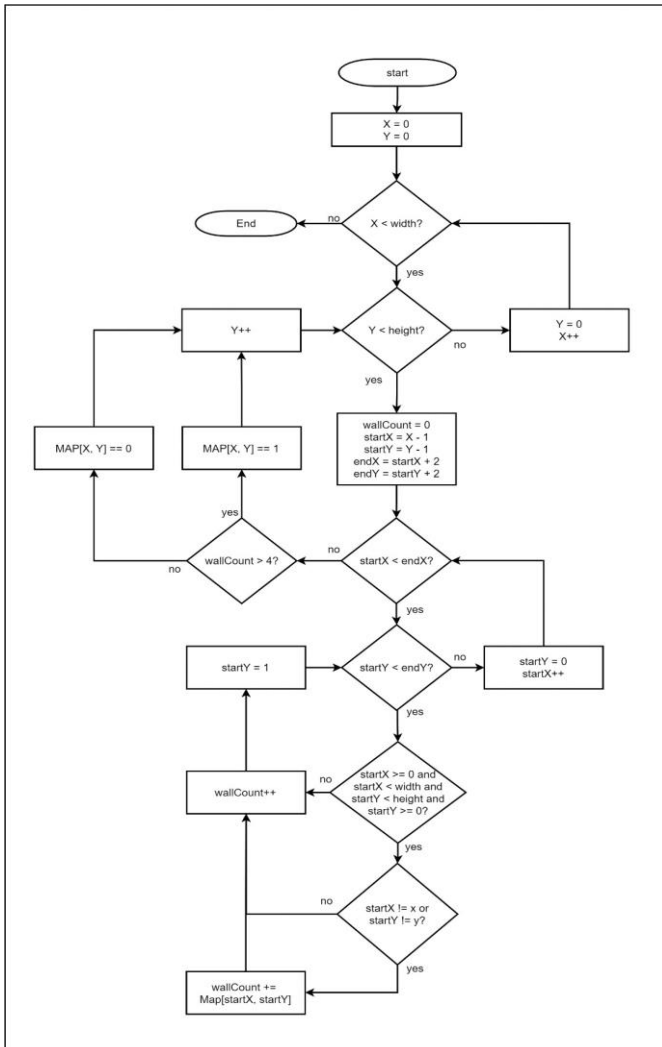 start
X = 0
Y = 0
X < width?
no
End
yes
Y++
Y < height?
no
Y = 0
X++
yes
wallCount = 0
startX = X - 1
startY = Y - 1
endX = startX + 2
endY = startY + 2
MAP[X, Y] == 0
MAP[X, Y] == 1
yes
wallCount > 4?
no
no
startX < endX?
yes
startY = 1
startY < endY?
no
startY = 0
startX++
yes
wallCount++
no
startX >= 0 and
startX < width and
startY < height and
startY >= 0?
yes
no
startX != x or
startY != y?
yes
wallCount +=
Map[startX, startY]